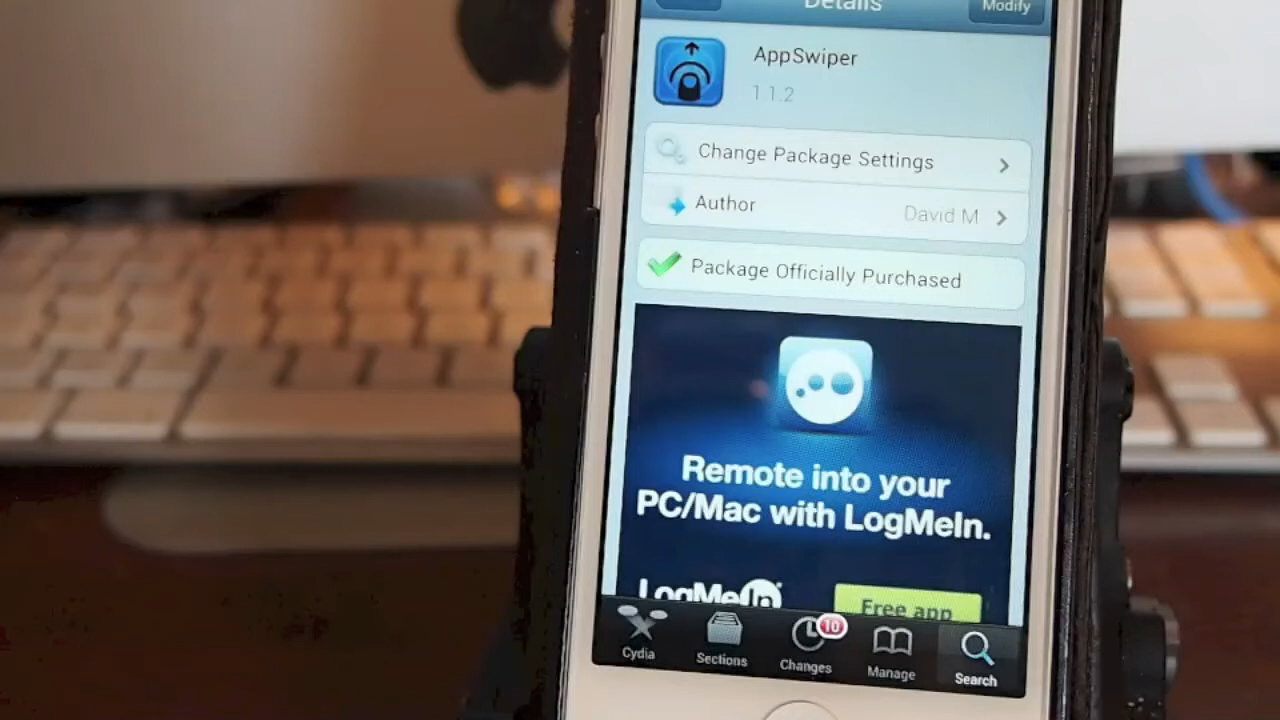 Details
Modify
AppSwiper
1.1.2
Change Package Settings
Author
David M
Package Officially Purchased
Remote into your
PC/Mac with LogMeIn.
LogMeIn
Free app
Cydia
Sections
Changes
10
Manage
Search